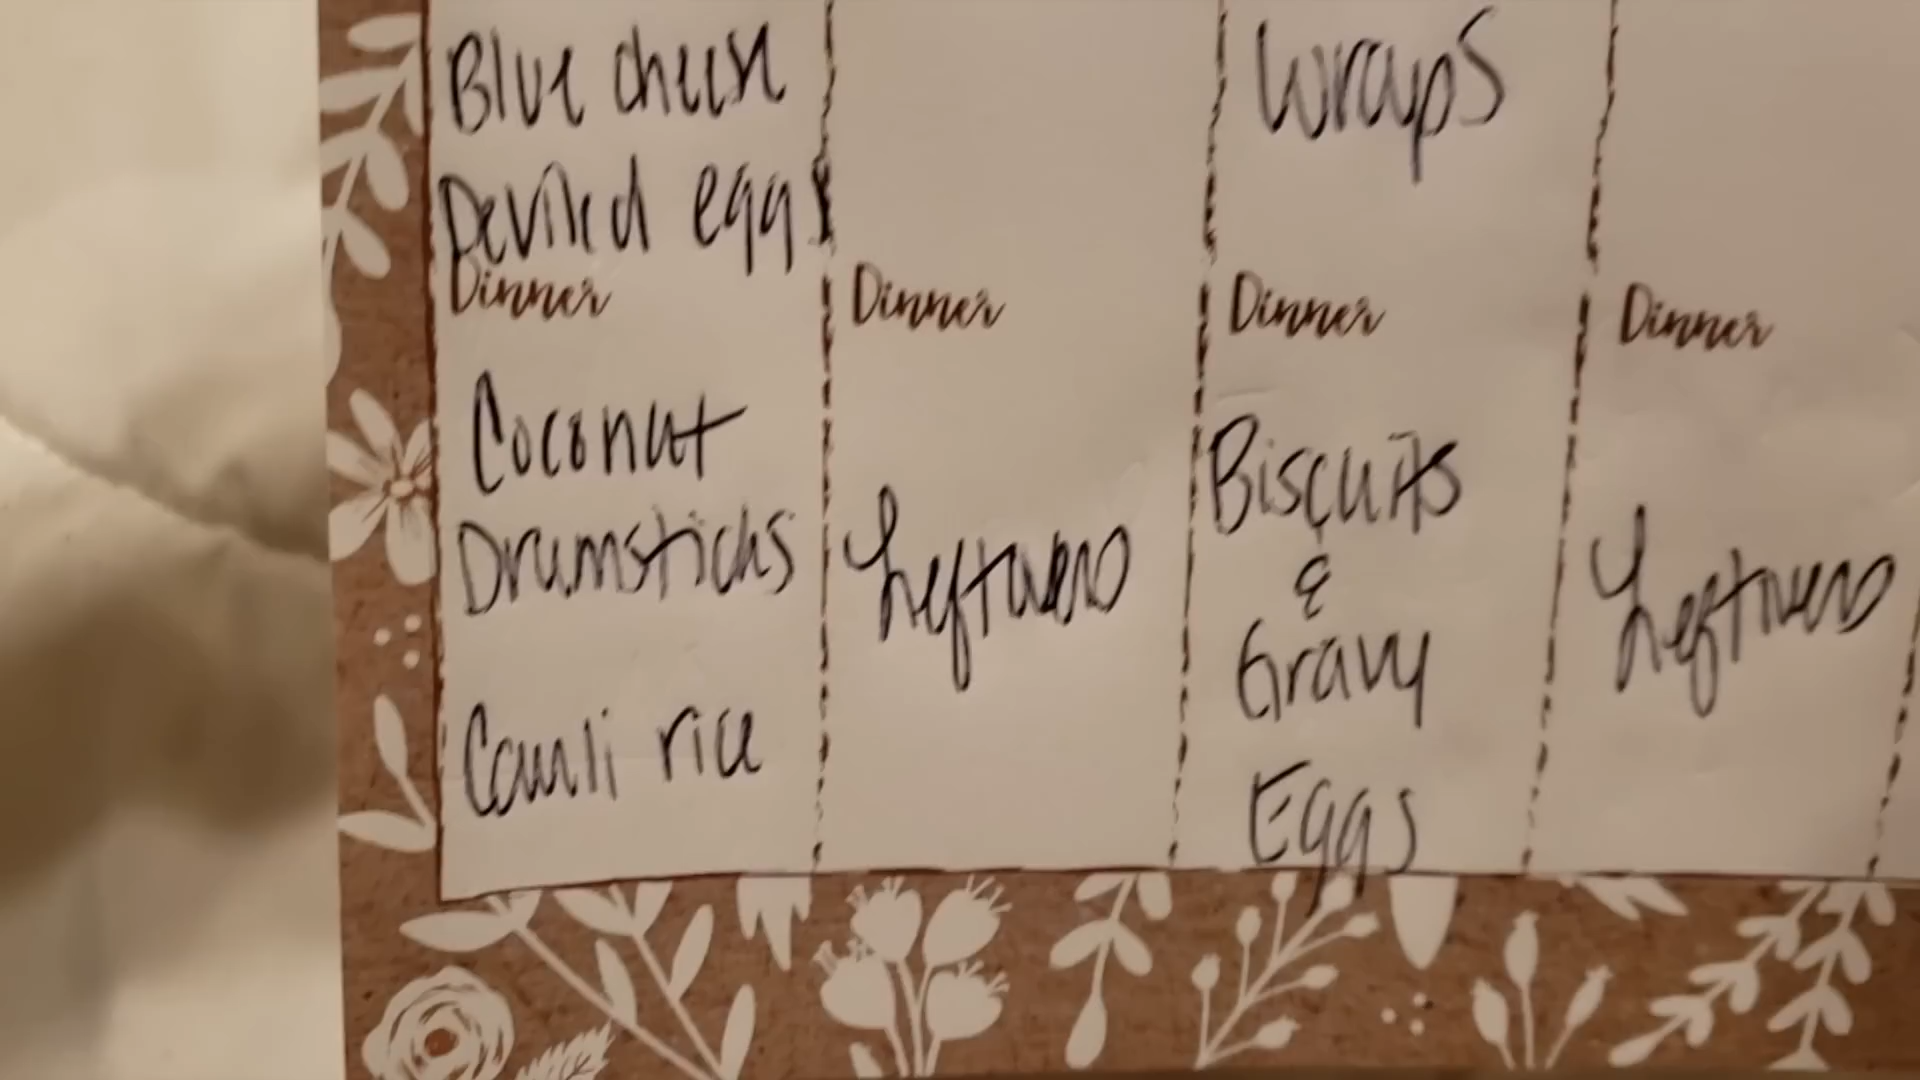 Blue cheese
Deviled eggs
Dinner
Coconut
Drumsticks
Cauli rice
Dinner
Leftovers
Wraps
Dinner
Biscuits
&
Gravy
Eggs
Dinner
Leftovers